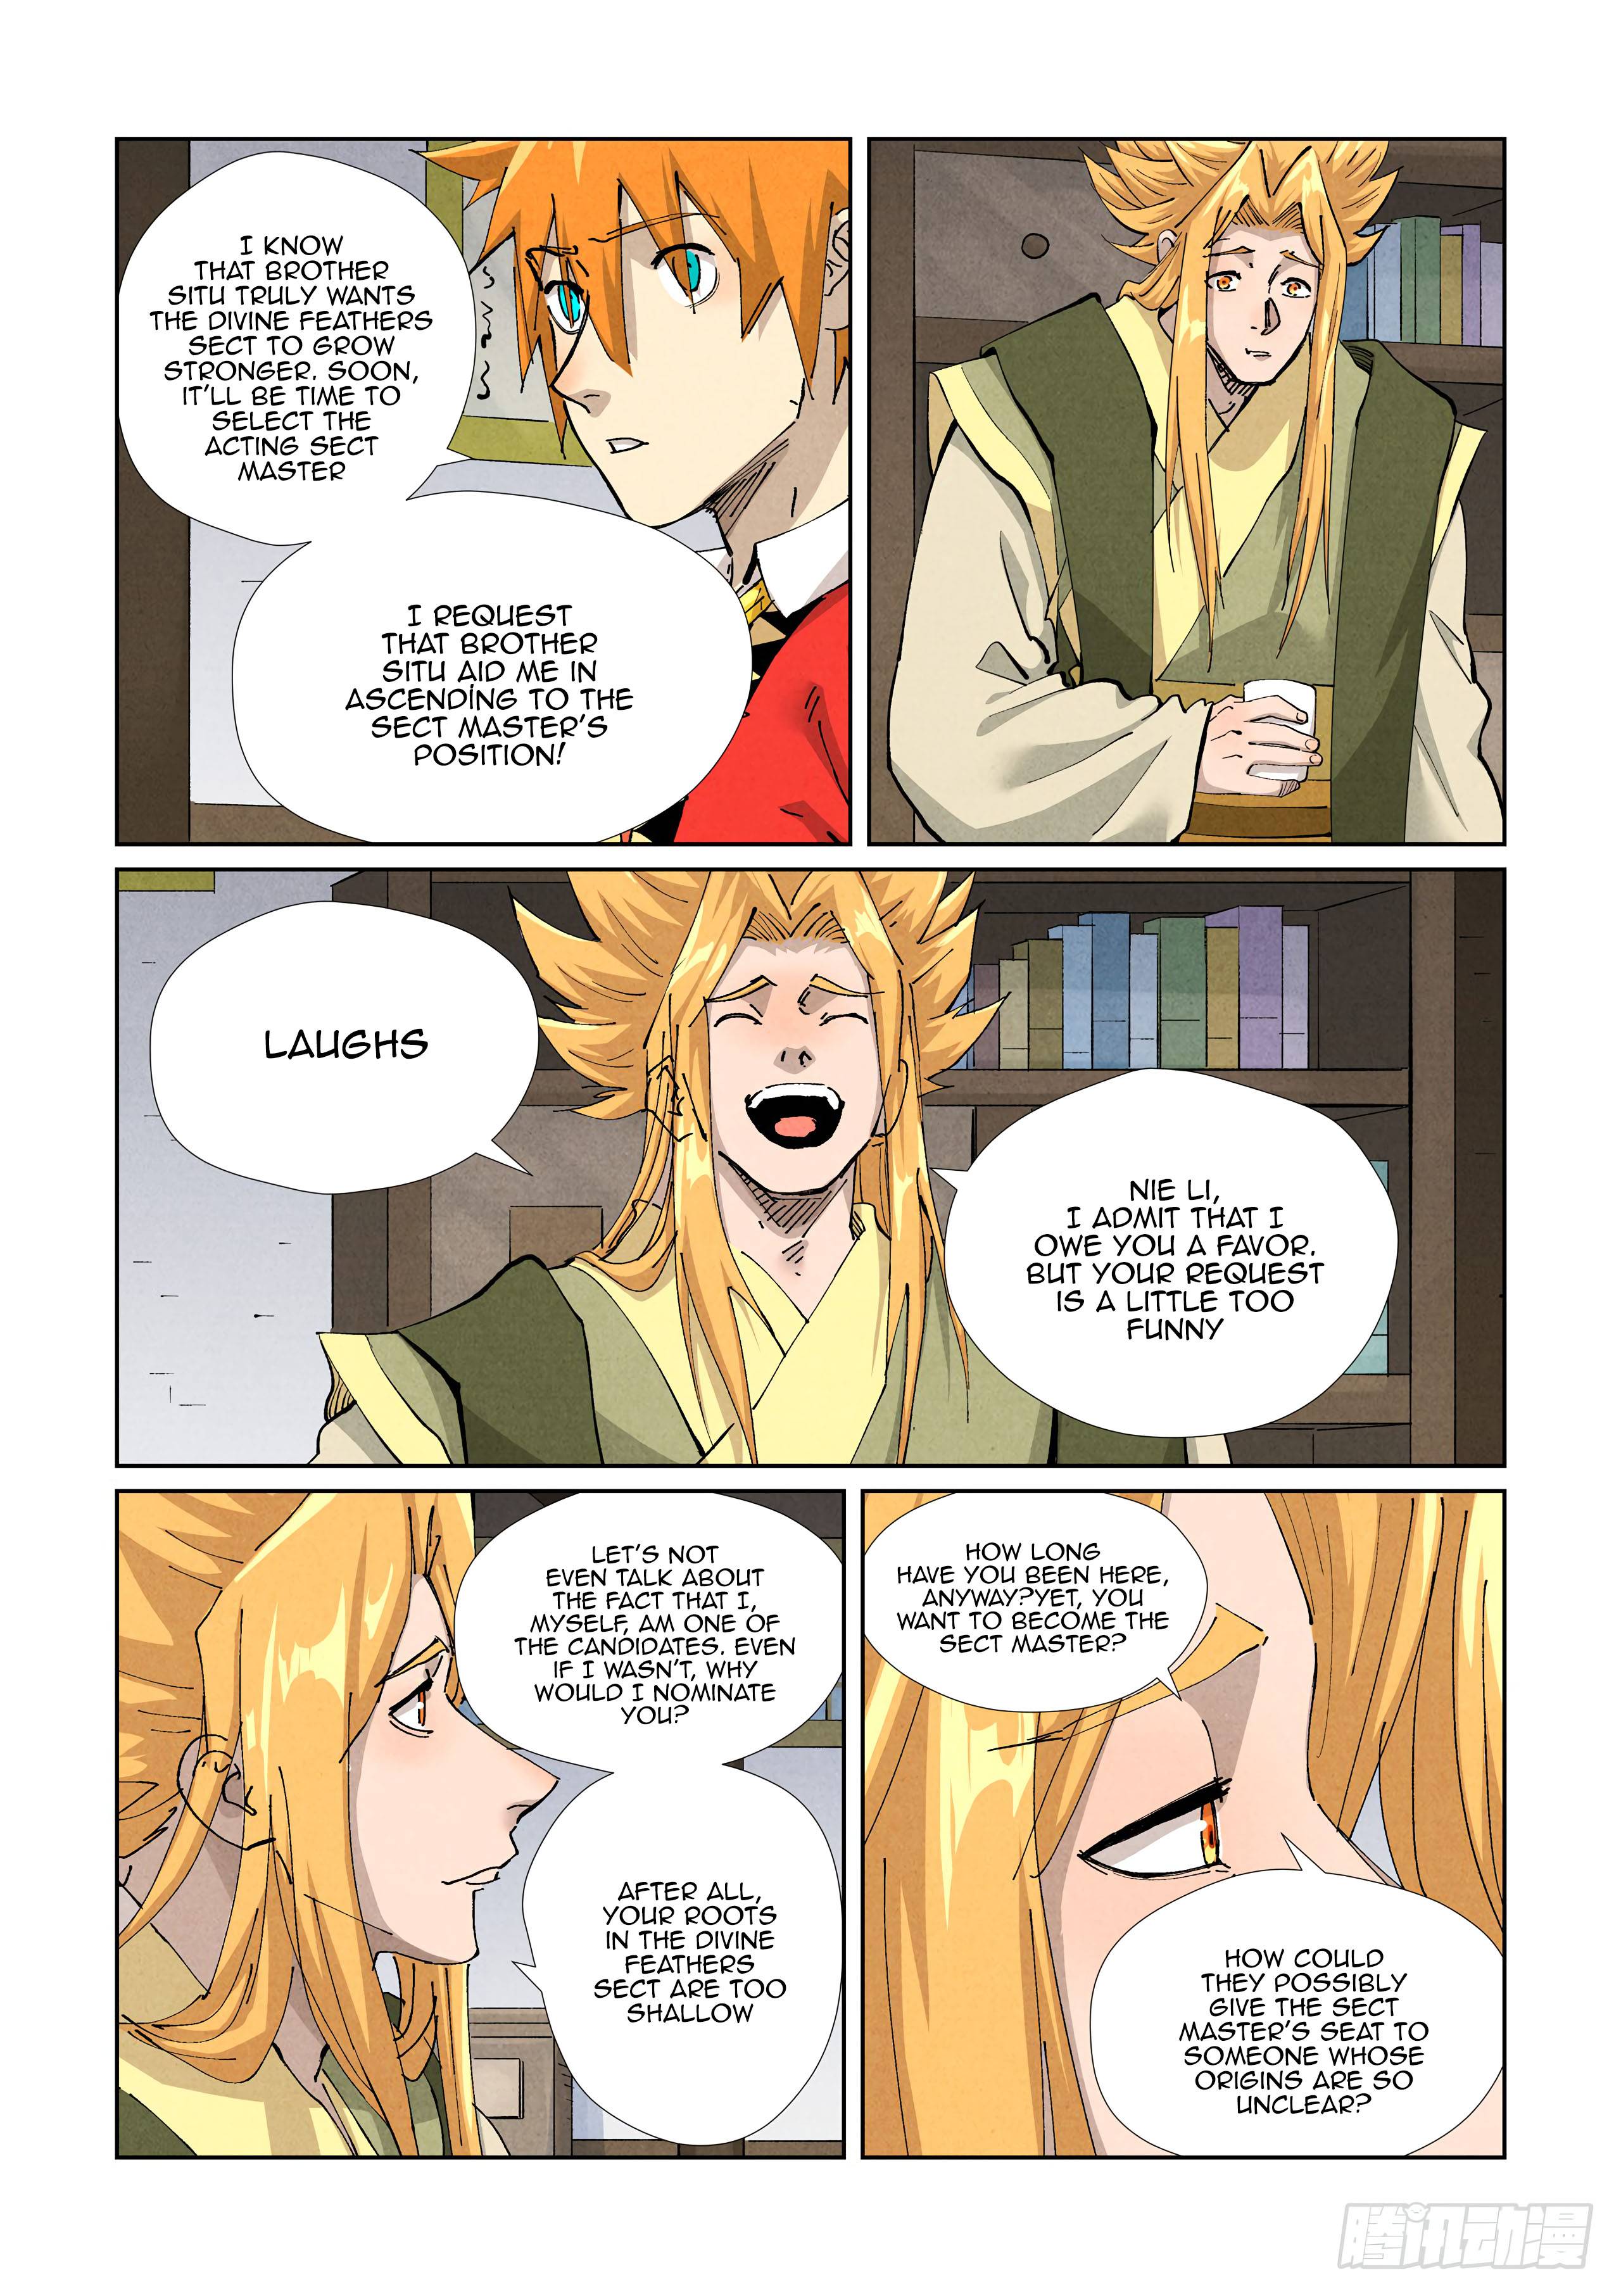 I KNOW
THAT BROTHER
SITU TRULY WANTS
THE DIVINE FEATHERS
SECT TO GROW
STRONGER. SOON,
IT'LL BE TIME TO
SELECT THE
ACTING SECT
MASTER
I REQUEST
THAT BROTHER
SITU AID ME IN
ASCENDING TO THE
SECT MASTER'S
POSITION!
LAUGHS
NIE LI,
I ADMIT THAT I
OWE YOU A FAVOR.
BUT YOUR REQUEST
IS A LITTLE TOO
FUNNY
LET'S NOT
EVEN TALK ABOUT
THE FACT THAT I,
MYSELF, AM ONE OF
THE CANDIDATES. EVEN
IF I WASN'T, WHY
WOULD I NOMINATE
YOU?
AFTER ALL,
YOUR ROOTS
IN THE DIVINE
FEATHERS
SECT ARE TOO
SHALLOW
HOW LONG
HAVE YOU BEEN HERE,
ANYWAY?YET, YOU
WANT TO BECOME THE
SECT MASTER?
HOW COULD
THEY POSSIBLY
GIVE THE SECT
MASTER'S SEAT TO
SOMEONE WHOSE
ORIGINS ARE SO
UNCLEAR?
腾讯动漫